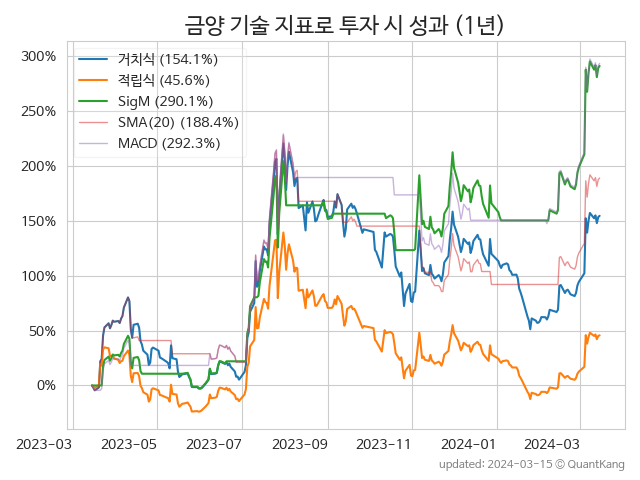 금양 기술 지표로 투자 시 성과 (1년)
300%
250%
200%
150%
100%
50%
0%
거치식 (154.1%)
적립식 (45.6%)
SigM (290.1%)
SMA(20) (188.4%)
MACD (292.3%)
2023-03
2023-05
2023-07
2023-09
2023-11
2024-01
2024-03
updated: 2024-03-15 ⓒ QuantKang